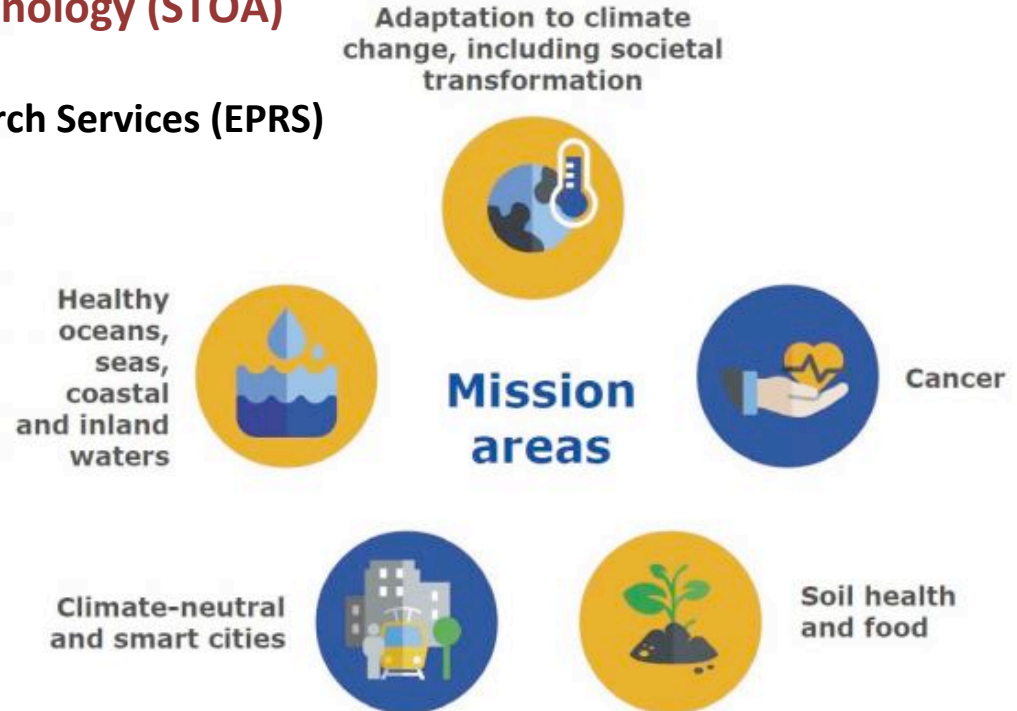 nology (STOA)
rch Services (EPRS)
Adaptation to climate
change, including societal
transformation
Healthy
oceans,
seas,
coastal
and inland
waters
Mission
areas
Cancer
Climate-neutral
and smart cities
Soil health
and food